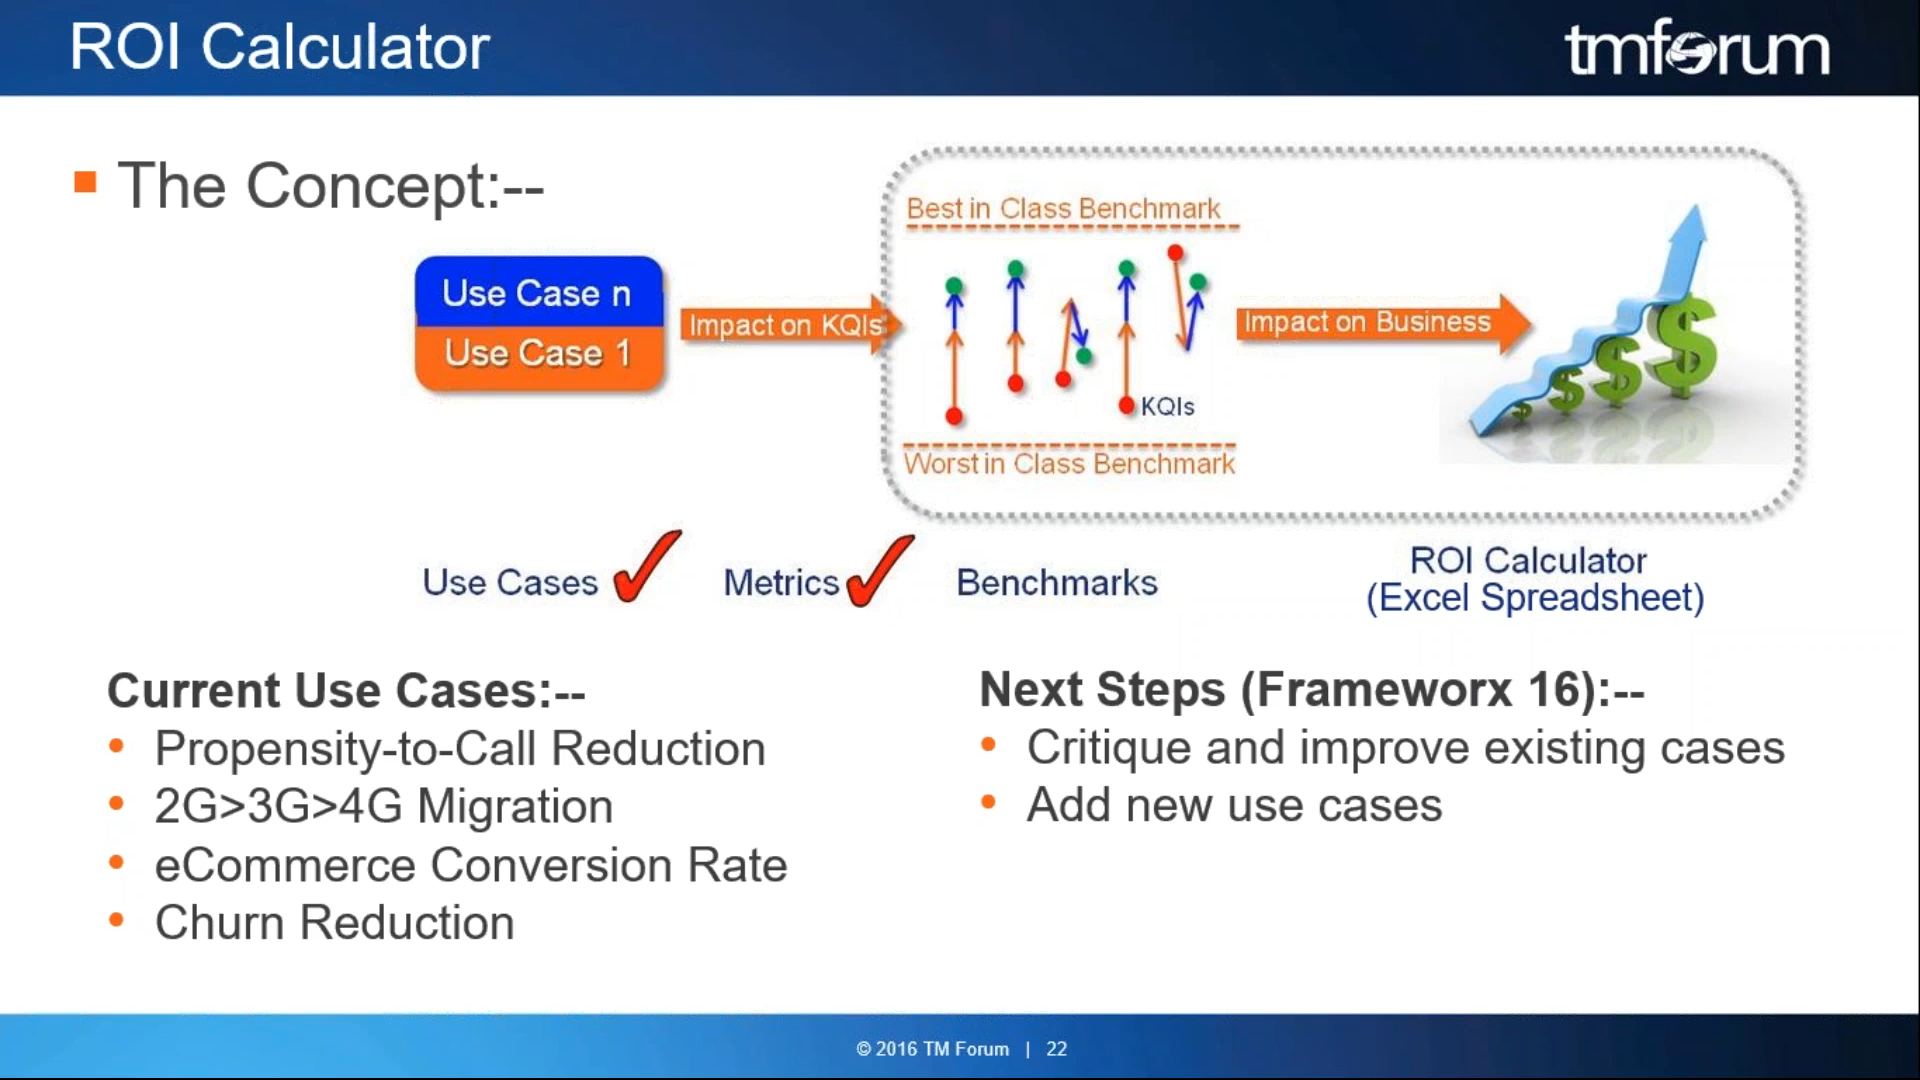 ROI Calculator
tmforum
The Concept:--
Best in Class Benchmark
Use Case n
Use Case 1
Impact on KQIs
Impact on Business
$ $ $ $
KQIs
Worst in Class Benchmark
Use Cases
Metrics
Benchmarks
ROI Calculator
(Excel Spreadsheet)
Current Use Cases:--
• Propensity-to-Call Reduction
• 2G>3G>4G Migration
• eCommerce Conversion Rate
• Churn Reduction
Next Steps (Frameworx 16):--
• Critique and improve existing cases
• Add new use cases
© 2016 TM Forum | 22